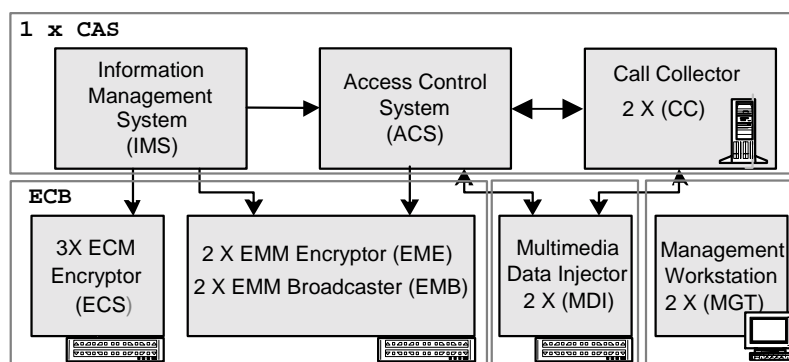 1 x CAS
Information
Management
System
(IMS)
Access Control
System
(ACS)
Call Collector
2 X (CC)
ECB
3X ECM
Encryptor
(ECS)
2 X EMM Encryptor (EME)
2 X EMM Broadcaster (EMB)
Multimedia
Data Injector
2 X (MDI)
Management
Workstation
2 X (MGT)